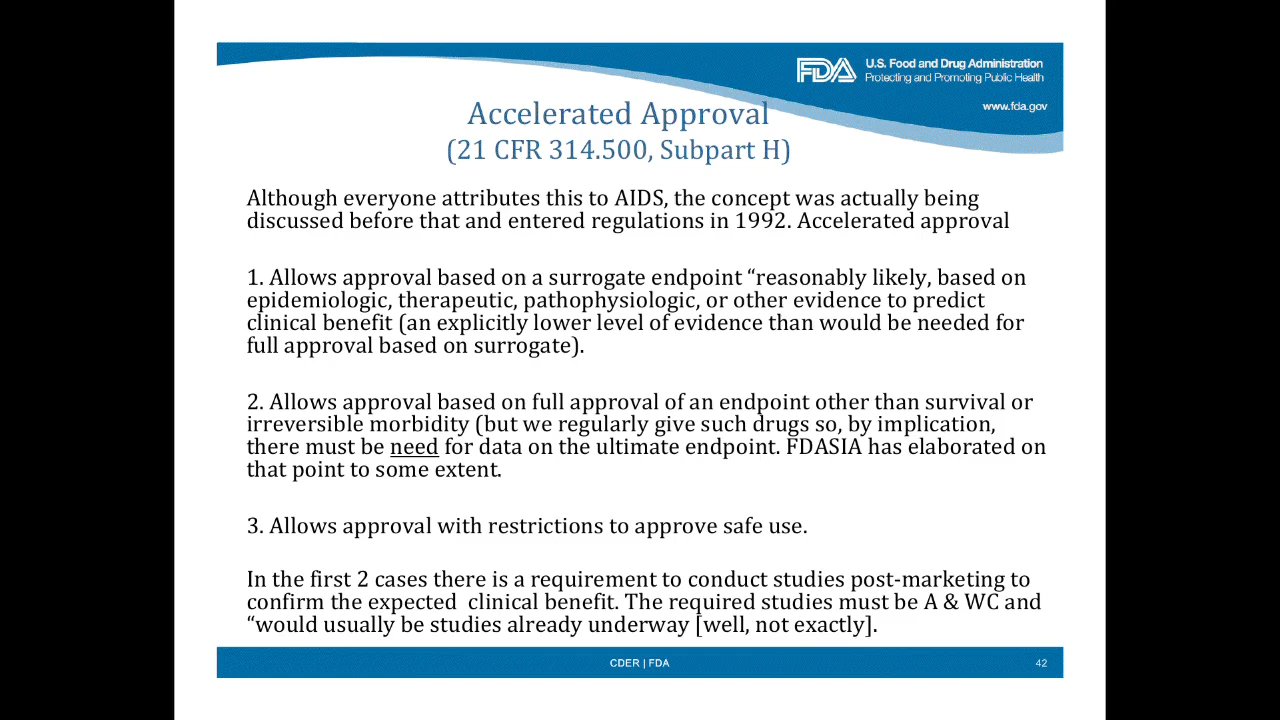 FDA
U.S. Food and Drug Administration
Protecting and Promoting Public Health
www.fda.gov
Accelerated Approval
(21 CFR 314.500, Subpart H)
Although everyone attributes this to AIDS, the concept was actually being
discussed before that and entered regulations in 1992. Accelerated approval
1. Allows approval based on a surrogate endpoint “reasonably likely, based on
epidemiologic, therapeutic, pathophysiologic, or other evidence to predict
clinical benefit (an explicitly lower level of evidence than would be needed for
full approval based on surrogate).
2. Allows approval based on full approval of an endpoint other than survival or
irreversible morbidity (but we regularly give such drugs so, by implication,
there must be need for data on the ultimate endpoint. FDASIA has elaborated on
that point to some extent.
3. Allows approval with restrictions to approve safe use.
In the first 2 cases there is a requirement to conduct studies post-marketing to
confirm the expected  clinical benefit. The required studies must be A & WC and
“would usually be studies already underway [well, not exactly].
CDER | FDA
42